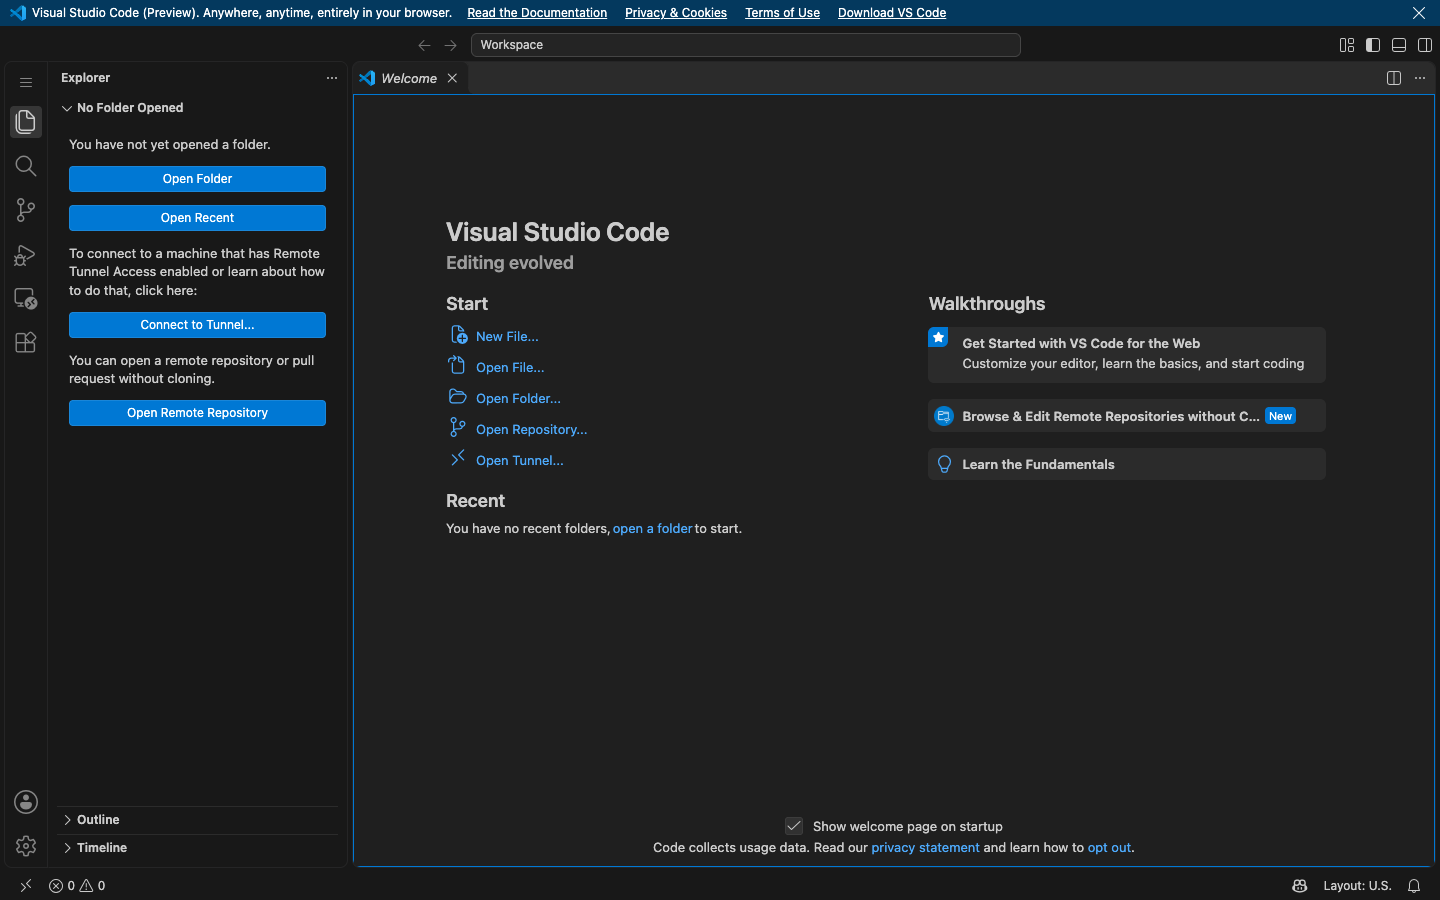 Visual Studio Code (Preview). Anywhere, anytime, entirely in your browser. Read the Documentation Privacy & Cookies Terms of Use Download VS Code
Workspace
Explorer
Welcome
No Folder Opened
You have not yet opened a folder.
Open Folder
Open Recent
To connect to a machine that has Remote
Tunnel Access enabled or learn about how
to do that, click here:
Connect to Tunnel...
You can open a remote repository or pull
request without cloning.
Open Remote Repository
Outline
Timeline
Visual Studio Code
Editing evolved
Start
New File...
Open File...
Open Folder...
Open Repository...
Open Tunnel...
Recent
You have no recent folders, open a folder to start.
Walkthroughs
Get Started with VS Code for the Web
Customize your editor, learn the basics, and start coding
Browse & Edit Remote Repositories without C... New
Learn the Fundamentals
Show welcome page on startup
Code collects usage data. Read our privacy statement and learn how to opt out.
0 0
Layout: U.S.